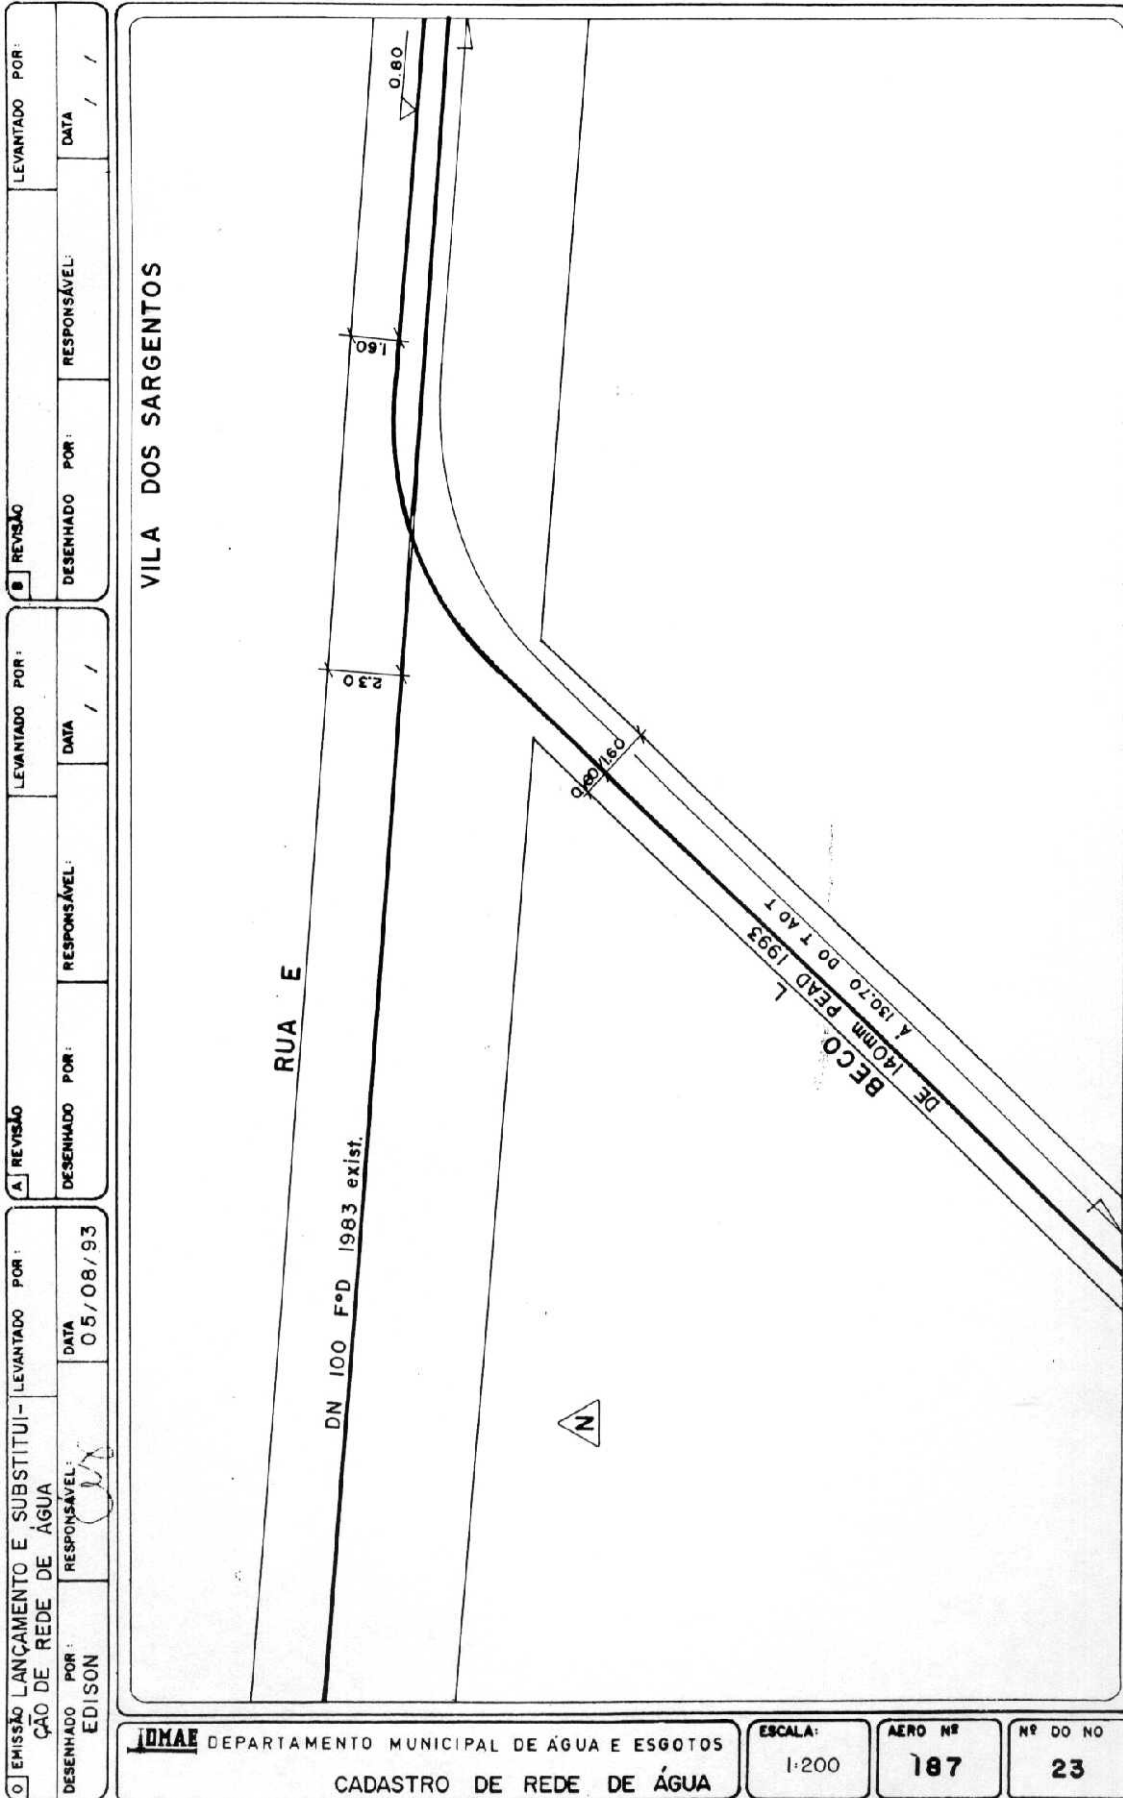 0 EMISSÃO LANÇAMENTO E SUBSTITUI-
ÇÃO DE REDE DE ÁGUA
LEVANTADO POR:
DESENHADO POR:
EDISON
RESPONSÁVEL:
DATA
05/08/93
A REVISÃO
LEVANTADO POR:
DESENHADO POR:
RESPONSÁVEL:
DATA
/ /
B REVISÃO
LEVANTADO POR:
DESENHADO POR:
RESPONSÁVEL:
DATA
/ /
VILA DOS SARGENTOS
0.80
1.60
2.30
RUA E
DN 100 FºD 1983 exist.
0,80
1.60
BECO L
DE 140mm PEAD 1993
À 130.70 DO T AO T
N
DMAE DEPARTAMENTO MUNICIPAL DE ÁGUA E ESGOTOS
CADASTRO DE REDE DE ÁGUA
ESCALA:
1:200
AERO Nº
187
Nº DO NO
23